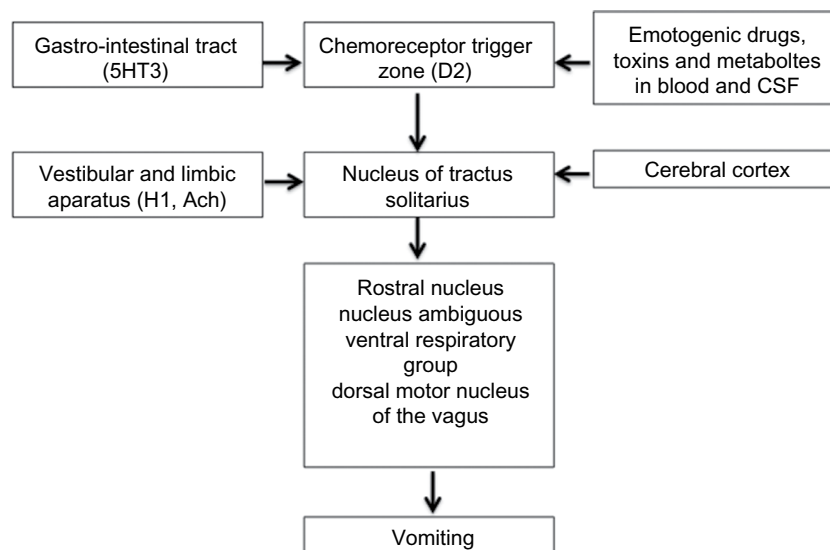 Gastro-intestinal tract
(5HT3)
Chemoreceptor trigger
zone (D2)
Emotogenic drugs,
toxins and metaboltes
in blood and CSF
Vestibular and limbic
aparatus (H1, Ach)
Nucleus of tractus
solitarius
Cerebral cortex
Rostral nucleus
nucleus ambiguous
ventral respiratory
group
dorsal motor nucleus
of the vagus
Vomiting